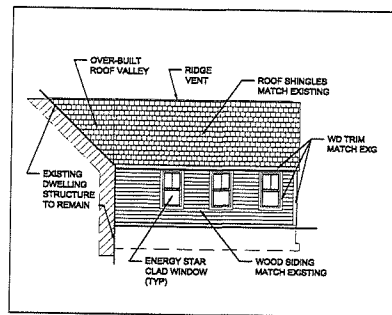 OVER-BUILT
ROOF VALLEY
RIDGE
VENT
ROOF SHINGLES
MATCH EXISTING
WD TRIM
MATCH EXG
EXISTING
DWELLING
STRUCTURE
TO REMAIN
ENERGY STAR
CLAD WINDOW
(TYP)
WOOD SIDING
MATCH EXISTING